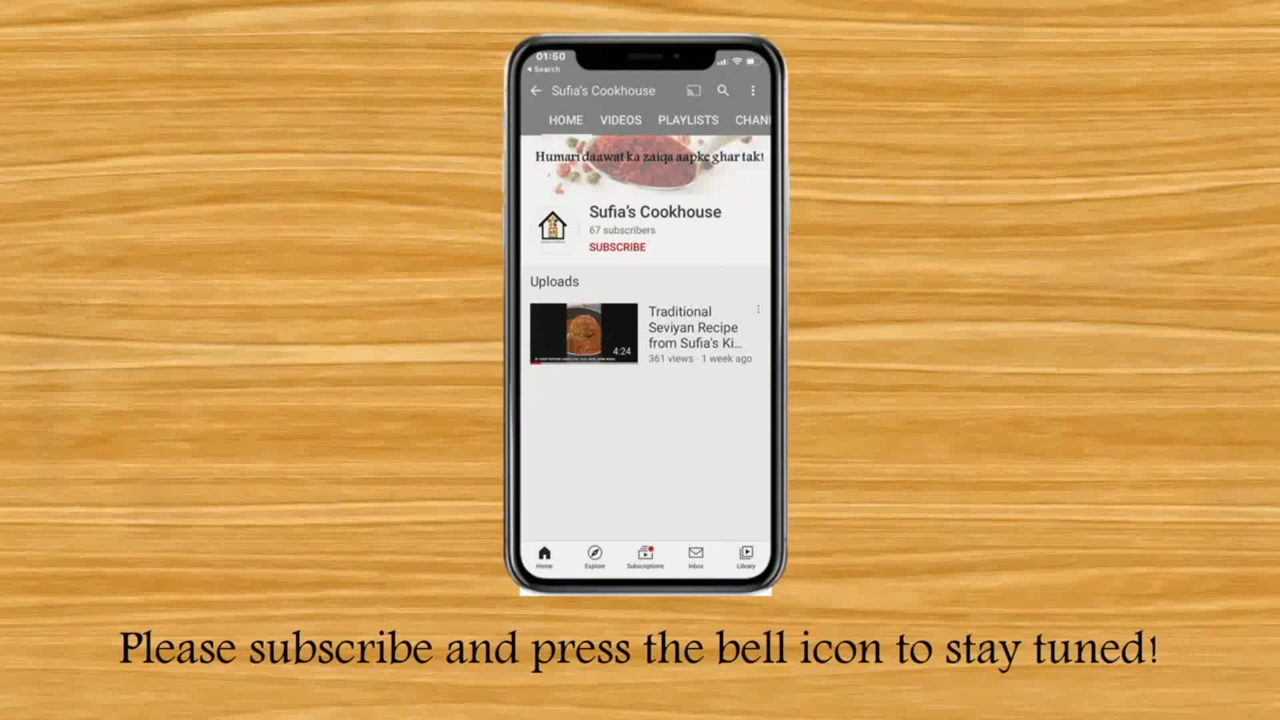 01:50
Search
Sufia's Cookhouse
HOME VIDEOS PLAYLISTS CHAN
Humari daawat ka zaiqa aapke ghar tak!
Sufia's Cookhouse
67 subscribers
SUBSCRIBE
Uploads
Traditional
Seviyan Recipe
from Sufia's Ki...
4:24
361 views · 1 week ago
Home Explore Subscriptions Inbox Library
Please subscribe and press the bell icon to stay tuned!